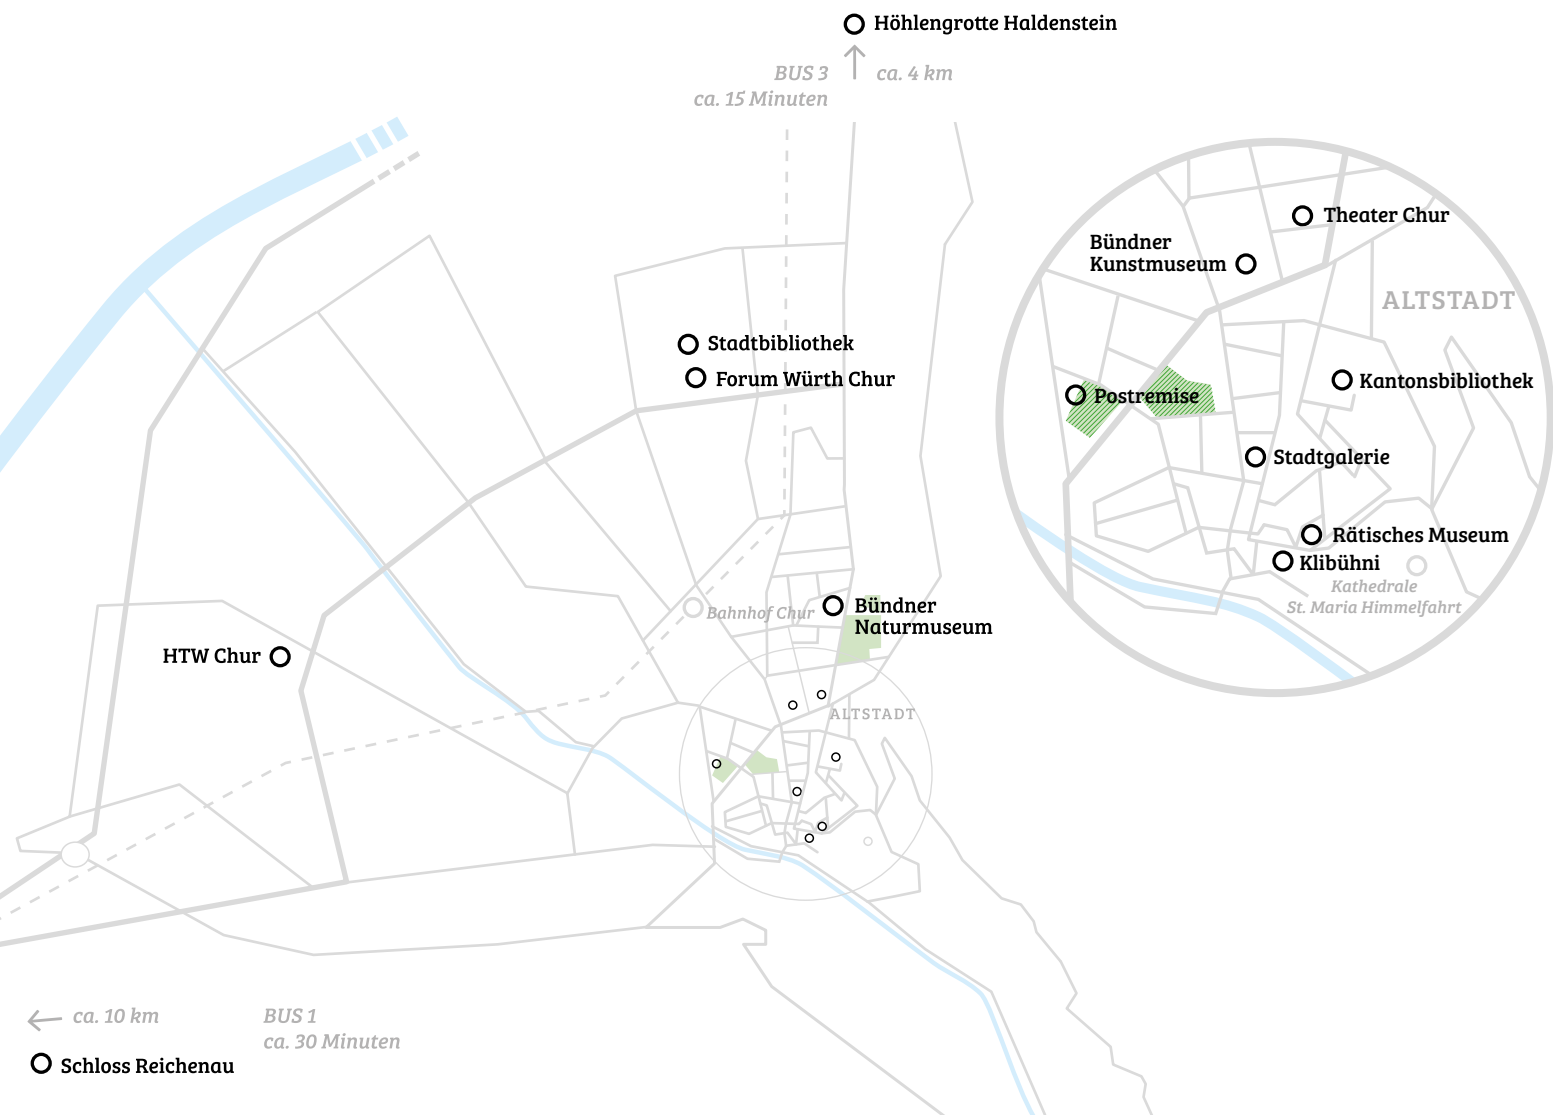 Höhlengrotte Haldenstein
BUS 3
ca. 15 Minuten
ca. 4 km
Theater Chur
Bündner
Kunstmuseum
ALTSTADT
Stadtbibliothek
Forum Würth Chur
Kantonsbibliothek
Postremise
Stadtgalerie
Rätisches Museum
Klibühni
Kathedrale
St. Maria Himmelfahrt
Bahnhof Chur
Bündner
Naturmuseum
HTW Chur
ALTSTADT
ca. 10 km
BUS 1
ca. 30 Minuten
Schloss Reichenau